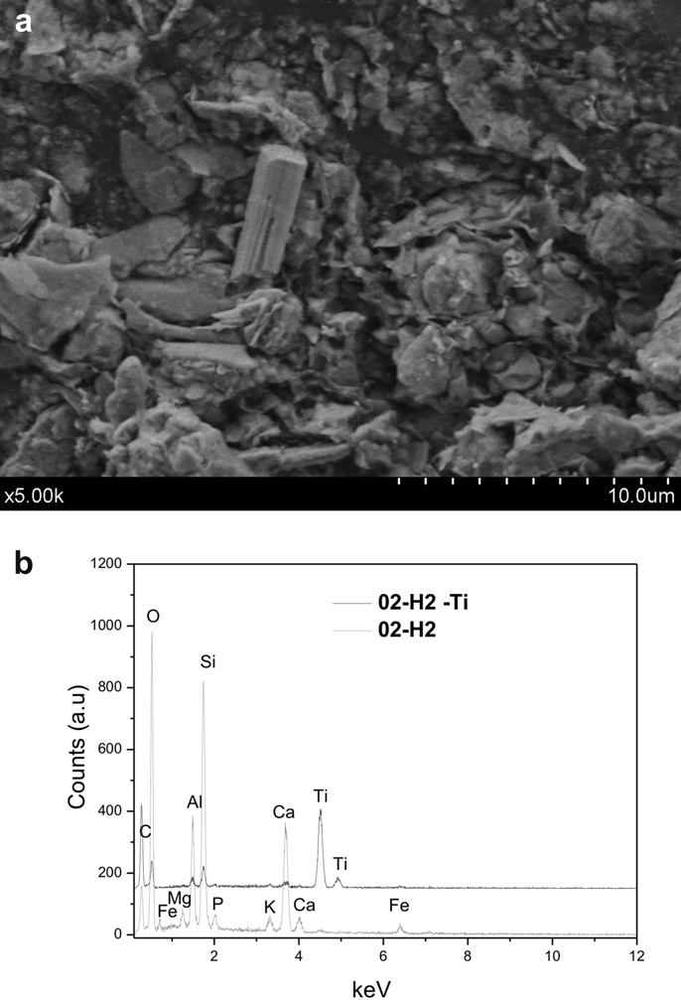 a
x5.00k 10.0um
b
1200
1000
800
600
400
200
0
Counts (a.u)
02-H2 -Ti
02-H2
O
Si
C
Al
Ca
Ti
Ti
Fe
Mg
P
K
Ca
Fe
2 4 6 8 10 12
keV